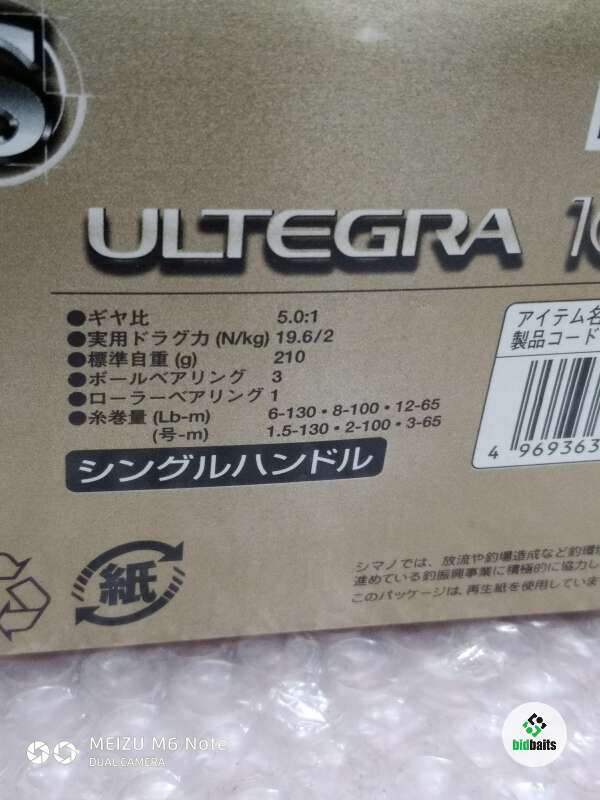 S
ULTEGRA 10
●ギヤ比 5.0:1
●実用ドラグ力 (N/kg) 19.6/2
●標準自重 (g) 210
●ボールベアリング 3
●ローラーベアリング 1
●糸巻量 (Lb-m) 6-130・8-100・12-65
(号-m) 1.5-130・2-100・3-65
シングルハンドル
アイテム名
製品コード
4 969363
紙
シマノでは、放流や釣場造成など釣環境
進めている釣振興事業に積極的に協力し
このパッケージは、再生紙を使用していま
MEIZU M6 Note
DUAL CAMERA
bidbaits